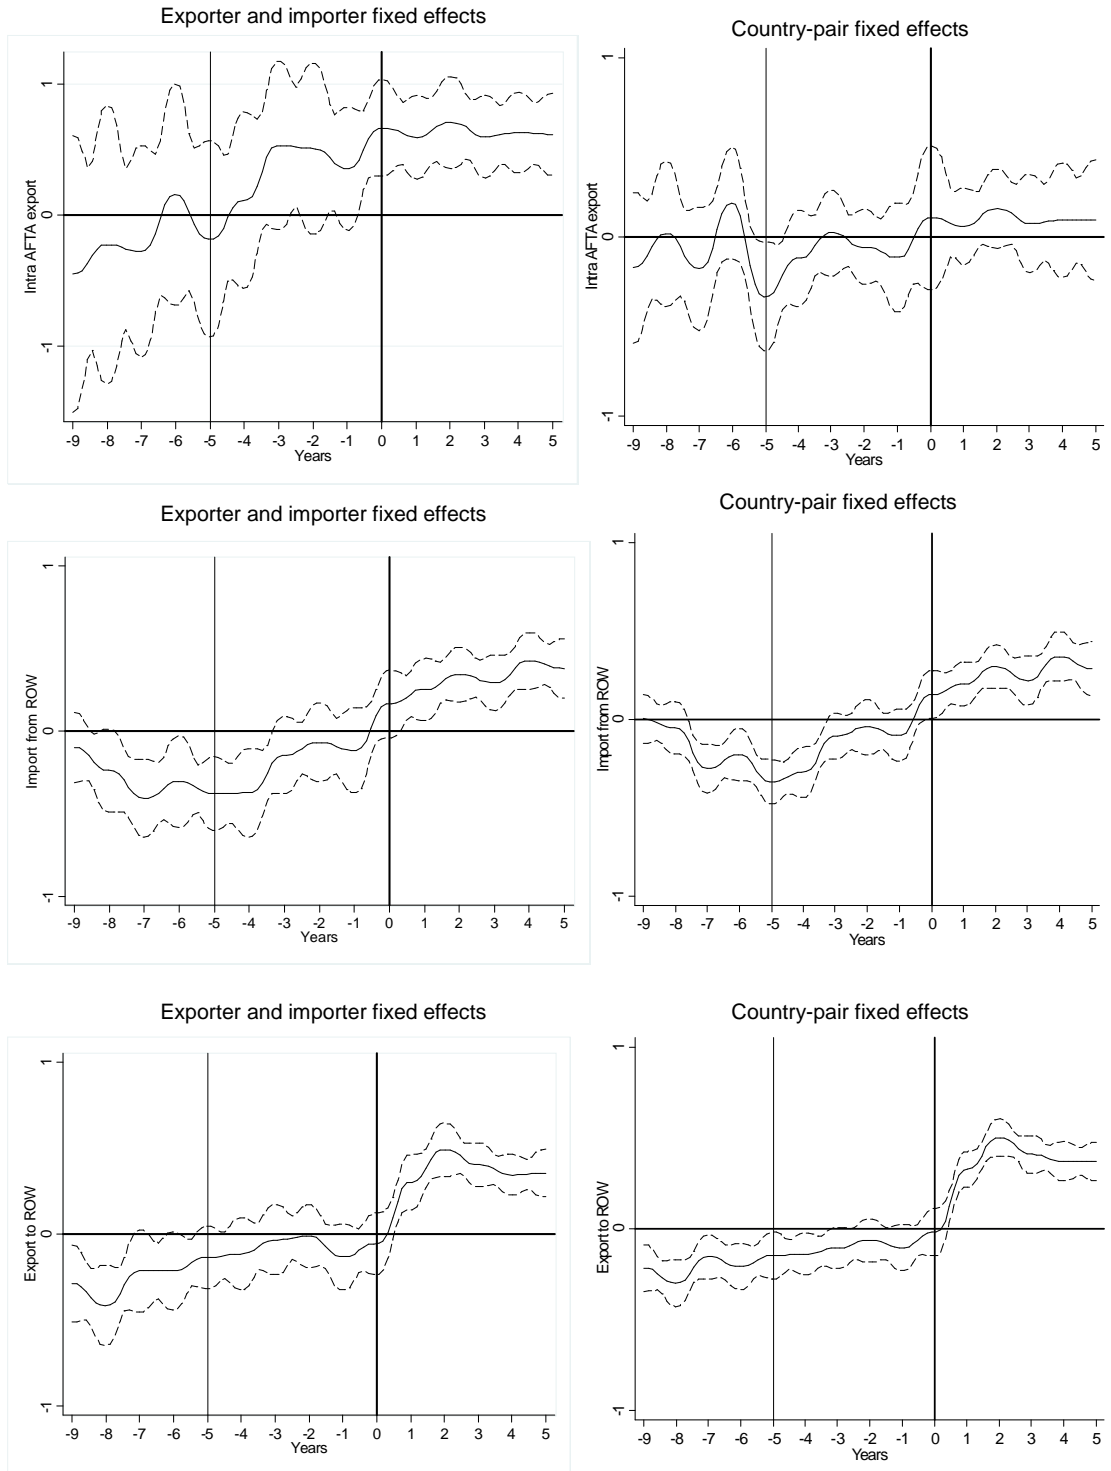 Exporter and importer fixed effects
Intra AFTA export
1
0
-1
-9 -8 -7 -6 -5 -4 -3 -2 -1 0 1 2 3 4 5
Years
Country-pair fixed effects
Intra AFTA export
1
0
-1
-9 -8 -7 -6 -5 -4 -3 -2 -1 0 1 2 3 4 5
Years
Exporter and importer fixed effects
Import from ROW
1
0
-1
-9 -8 -7 -6 -5 -4 -3 -2 -1 0 1 2 3 4 5
Years
Country-pair fixed effects
Import from ROW
1
0
-1
-9 -8 -7 -6 -5 -4 -3 -2 -1 0 1 2 3 4 5
Years
Exporter and importer fixed effects
Export to ROW
1
0
-1
-9 -8 -7 -6 -5 -4 -3 -2 -1 0 1 2 3 4 5
Years
Country-pair fixed effects
Export to ROW
1
0
-1
-9 -8 -7 -6 -5 -4 -3 -2 -1 0 1 2 3 4 5
Years